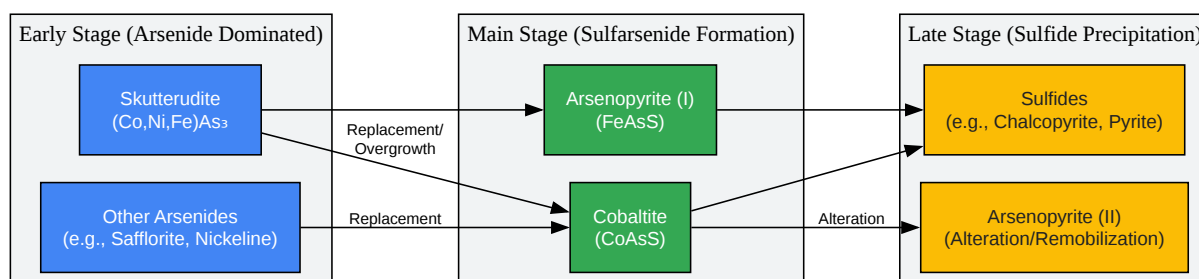 Early Stage (Arsenide Dominated)
Skutterudite
(Co,Ni,Fe)As₃
Other Arsenides
(e.g., Safflorite, Nickeline)
Replacement/
Overgrowth
Replacement
Main Stage (Sulfarsenide Formation)
Arsenopyrite (I)
(FeAsS)
Cobaltite
(CoAsS)
Alteration
Late Stage (Sulfide Precipitation)
Sulfides
(e.g., Chalcopyrite, Pyrite)
Arsenopyrite (II)
(Alteration/Remobilization)